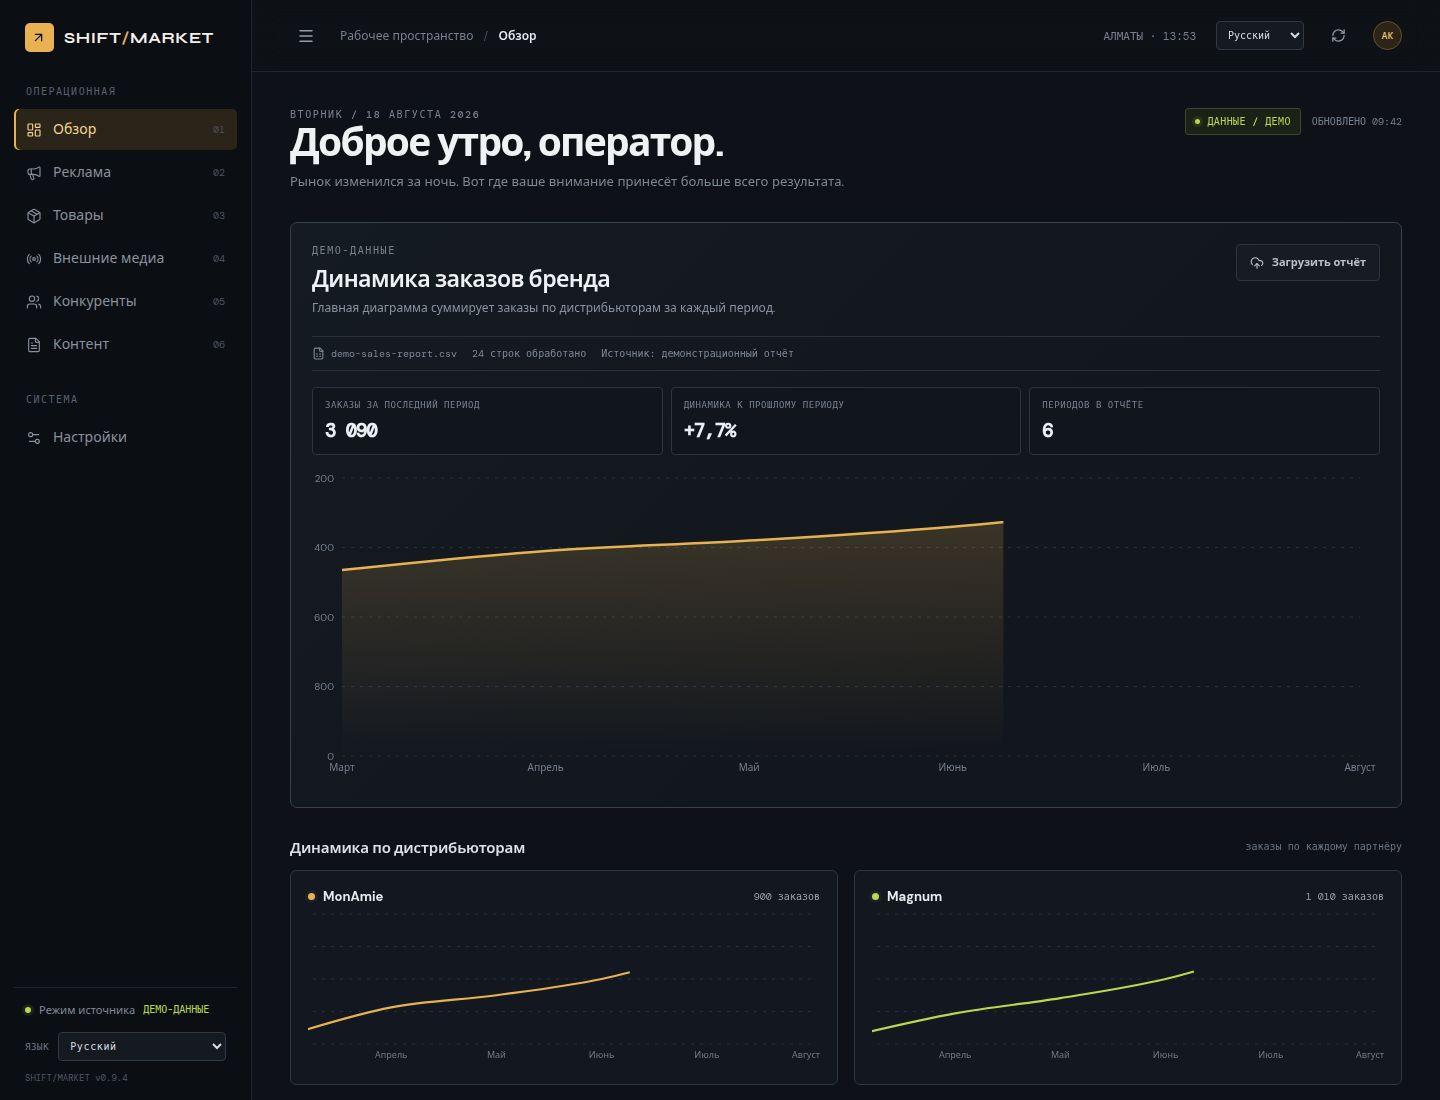 SHIFT/MARKET
ОПЕРАЦИОННАЯ
Обзор 01
Реклама 02
Товары 03
Внешние медиа 04
Конкуренты 05
Контент 06
СИСТЕМА
Настройки
Режим источника ДЕМО-ДАННЫЕ
ЯЗЫК Русский
SHIFT/MARKET v0.9.4
Рабочее пространство / Обзор
АЛМАТЫ · 13:53
Русский
АК
ВТОРНИК / 18 АВГУСТА 2026
Доброе утро, оператор.
Рынок изменился за ночь. Вот где ваше внимание принесёт больше всего результата.
ДАННЫЕ / ДЕМО
ОБНОВЛЕНО 09:42
ДЕМО-ДАННЫЕ
Динамика заказов бренда
Главная диаграмма суммирует заказы по дистрибьюторам за каждый период.
Загрузить отчёт
demo-sales-report.csv 24 строк обработано Источник: демонстрационный отчёт
ЗАКАЗЫ ЗА ПОСЛЕДНИЙ ПЕРИОД
3 090
ДИНАМИКА К ПРОШЛОМУ ПЕРИОДУ
+7,7%
ПЕРИОДОВ В ОТЧЁТЕ
6
200
400
600
800
0
Март Апрель Май Июнь Июль Август
Динамика по дистрибьюторам
заказы по каждому партнёру
MonAmie 900 заказов
Апрель Май Июнь Июль Август
Magnum 1 010 заказов
Апрель Май Июнь Июль Август